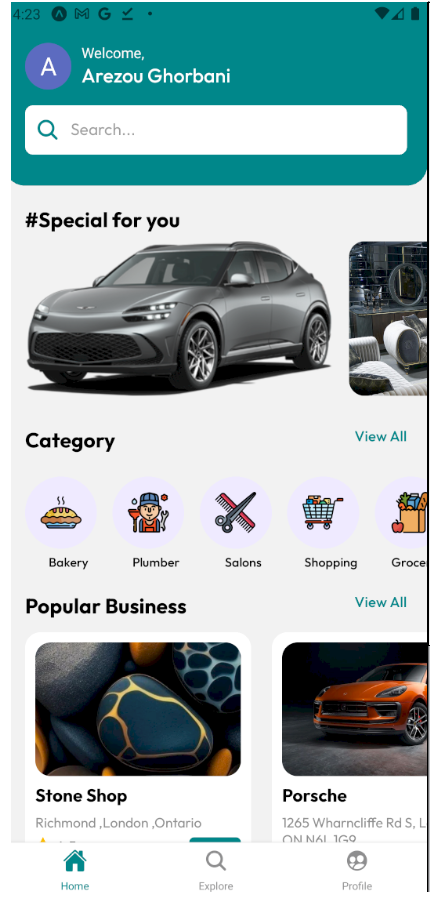 4:23
A
Welcome,
Arezou Ghorbani
Search...
#Special for you
Category
View All
Bakery
Plumber
Salons
Shopping
Popular Business
View All
Stone Shop
Richmond ,London ,Ontario
Porsche
1265 Wharncliffe Rd S, L
ON N6L 1G9
Home
Explore
Profile